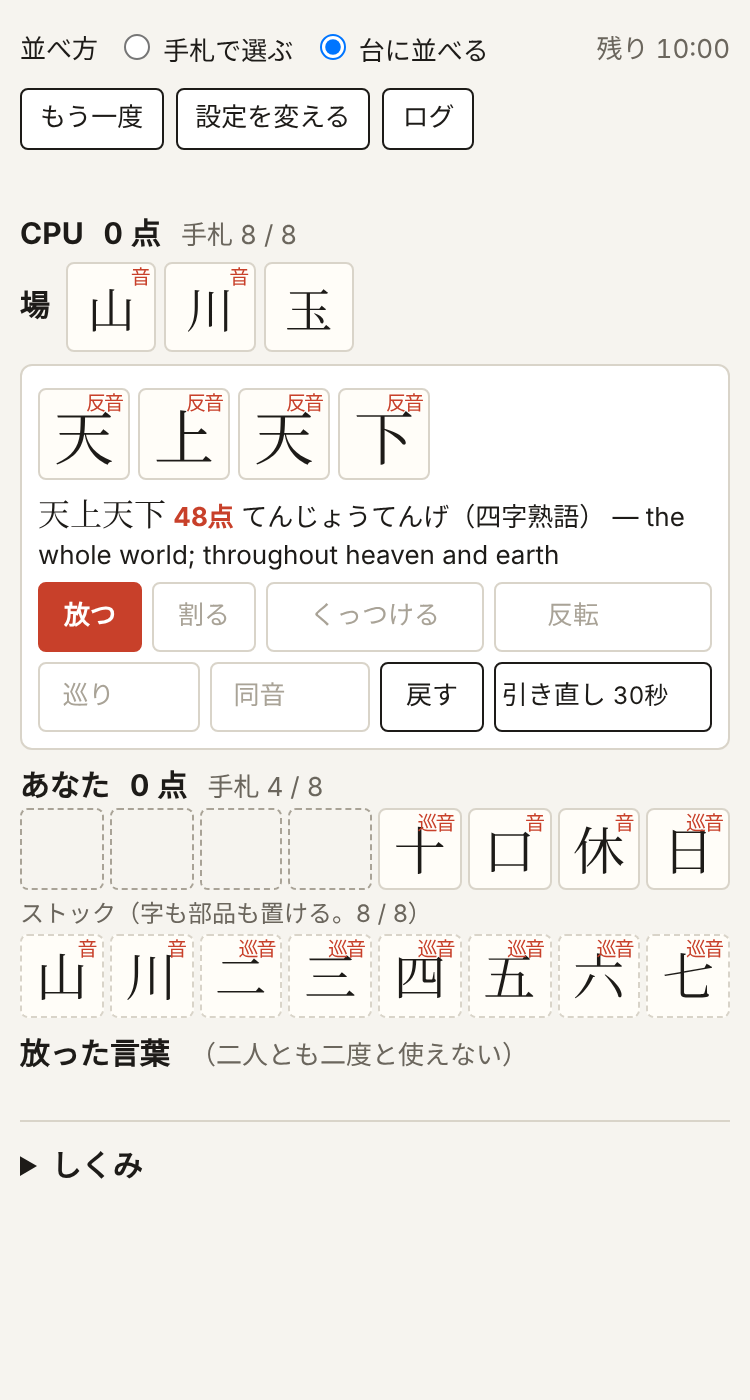 並べ方 手札で選ぶ 台に並べる 残り 10:00
もう一度 設定を変える ログ
CPU 0 点 手札 8 / 8
場 山 音 川 音 玉
天 反音 上 反音 天 反音 下 反音
天上天下 48点 てんじょうてんげ（四字熟語） — the
whole world; throughout heaven and earth
放つ 割る くっつける 反転
巡り 同音 戻す 引き直し 30秒
あなた 0 点 手札 4 / 8
十 巡音 口 音 休 音 日 巡音
ストック（字も部品も置ける。8 / 8）
山 音 川 音 二 巡音 三 巡音 四 巡音 五 巡音 六 巡音 七 巡音
放った言葉 （二人とも二度と使えない）
▶ しくみ